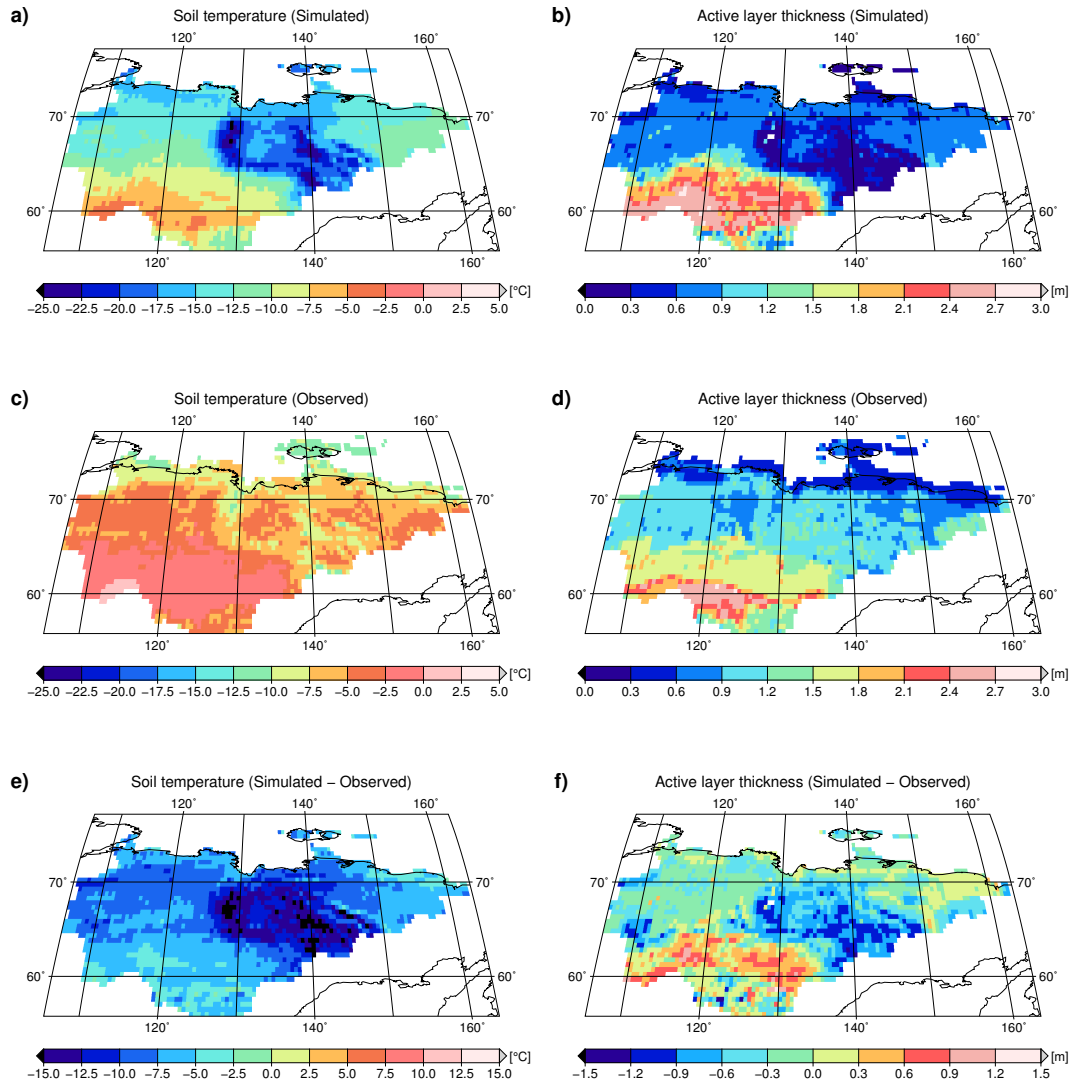 a) Soil temperature (Simulated)
120˚ 140˚ 160˚
70˚
60˚
120˚ 140˚ 160˚
−25.0 −22.5 −20.0 −17.5 −12.5 −10.0 −7.5 −5.0 −2.5 0.0 2.5 5.0 [°C]
b) Active layer thickness (Simulated)
120˚ 140˚ 160˚
70˚
60˚
120˚ 140˚ 160˚
0.0 0.3 0.6 0.9 1.2 1.5 1.8 2.1 2.4 2.7 3.0 [m]
c) Soil temperature (Observed)
120˚ 140˚ 160˚
70˚ 70˚
60˚ 60˚
120˚ 140˚ 160˚
−25.0 −22.5 −20.0 −17.5 −12.5 −10.0 −7.5 −5.0 −2.5 0.0 2.5 5.0 [°C]
d) Active layer thickness (Observed)
120˚ 140˚ 160˚
70˚ 70˚
60˚ 60˚
120˚ 140˚ 160˚
0.0 0.3 0.6 0.9 1.2 1.5 1.8 2.1 2.4 2.7 3.0 [m]
e) Soil temperature (Simulated − Observed)
120˚ 140˚ 160˚
70˚ 70˚
60˚ 60˚
120˚ 140˚ 160˚
−15.0 −12.5 −10.0 −7.5 −5.0 −2.5 0.0 2.5 5.0 7.5 10.0 12.5 15.0 [°C]
f) Active layer thickness (Simulated − Observed)
120˚ 140˚ 160˚
70˚ 70˚
60˚ 60˚
120˚ 140˚ 160˚
−1.5 −1.2 −0.9 −0.6 −0.3 0.0 0.3 0.6 0.9 1.2 1.5 [m]